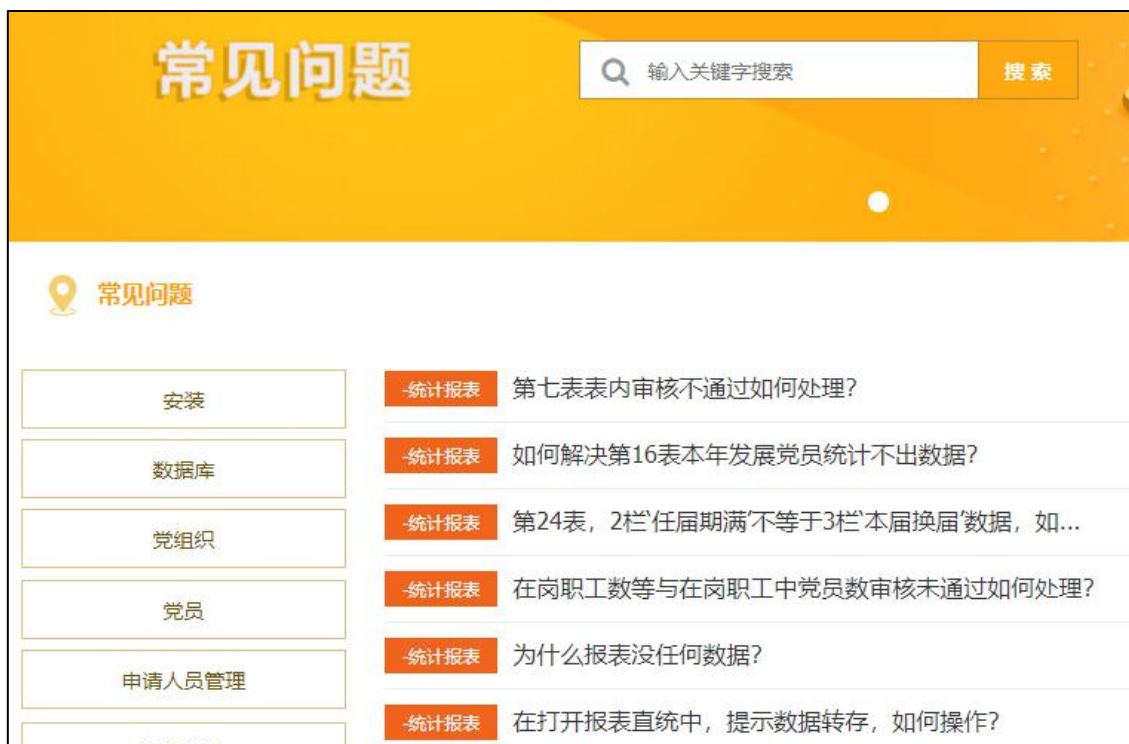 常见问题
输入关键字搜索
搜索
常见问题
安装
数据库
党组织
党员
申请人员管理
-统计报表 第七表表内审核不通过如何处理?
-统计报表 如何解决第16表本年发展党员统计不出数据?
-统计报表 第24表，2栏'任届期满'不等于3栏'本届换届'数据，如...
-统计报表 在岗职工数等与在岗职工中党员数审核未通过如何处理?
-统计报表 为什么报表没任何数据?
-统计报表 在打开报表直统中，提示数据转存，如何操作?